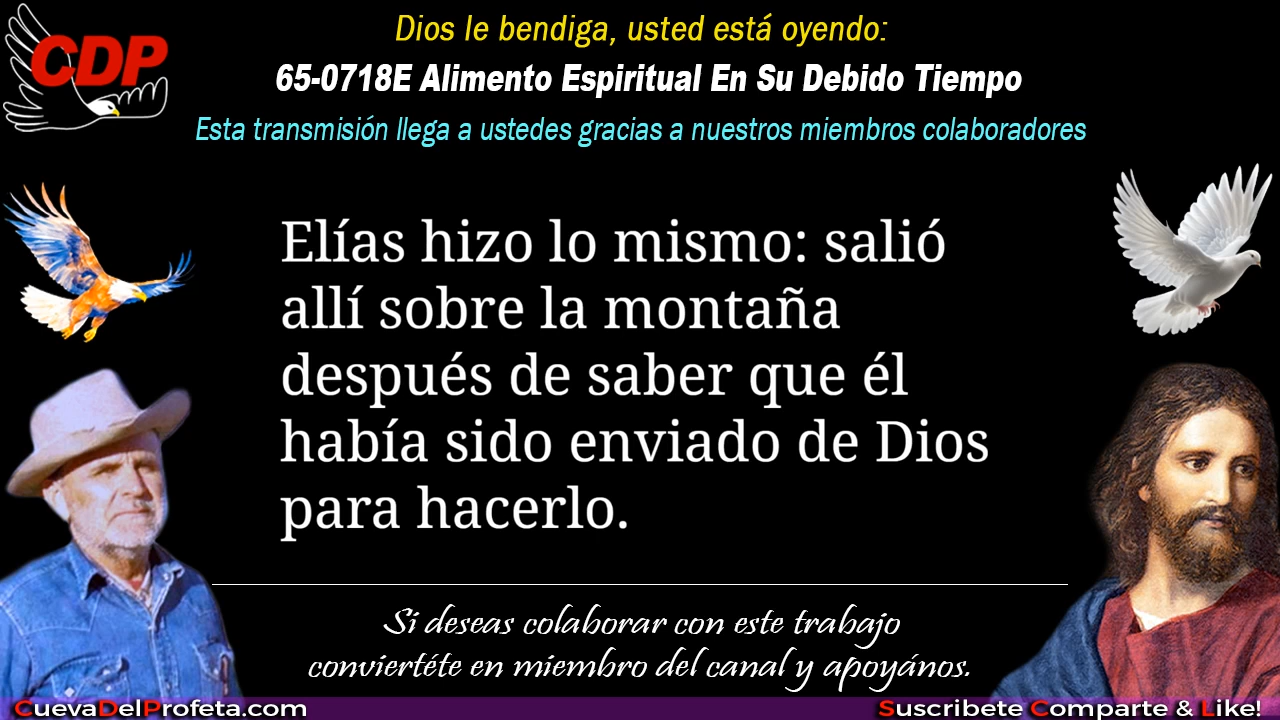 CDP
Dios le bendiga, usted está oyendo:
65-0718E Alimento Espiritual En Su Debido Tiempo
Esta transmisión llega a ustedes gracias a nuestros miembros colaboradores
Elías hizo lo mismo: salió
allí sobre la montaña
después de saber que él
había sido enviado de Dios
para hacerlo.
Si deseas colaborar con este trabajo
conviertéte en miembro del canal y apoyános.
CuevaDelProfeta.com
Suscribete Comparte & Like!